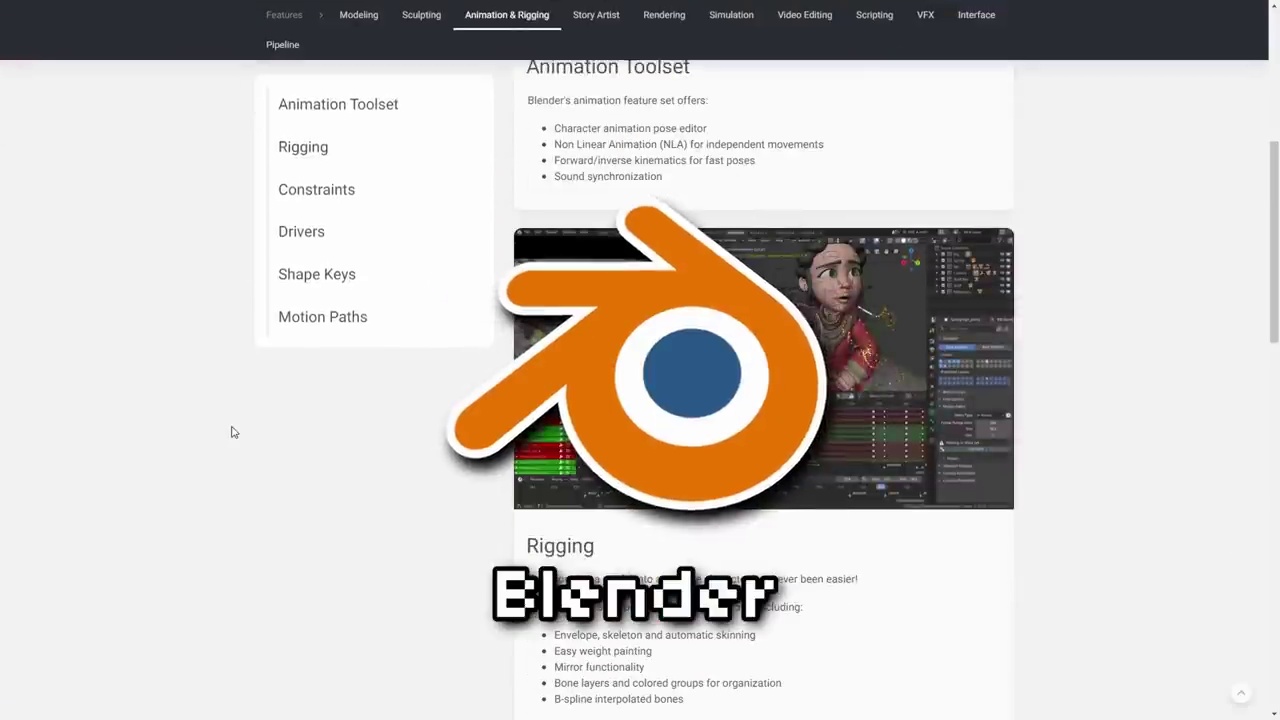 Features
Modeling
Sculpting
Animation & Rigging
Story Artist
Rendering
Simulation
Video Editing
Scripting
VFX
Interface
Pipeline
Animation Toolset
Rigging
Constraints
Drivers
Shape Keys
Motion Paths
Animation Toolset
Blender's animation feature set offers:
Character animation pose editor
Non Linear Animation (NLA) for independent movements
Forward/inverse kinematics for fast poses
Sound synchronization
Rigging
ever been easier!
Blender
Envelope, skeleton and automatic skinning
Easy weight painting
Mirror functionality
Bone layers and colored groups for organization
B-spline interpolated bones